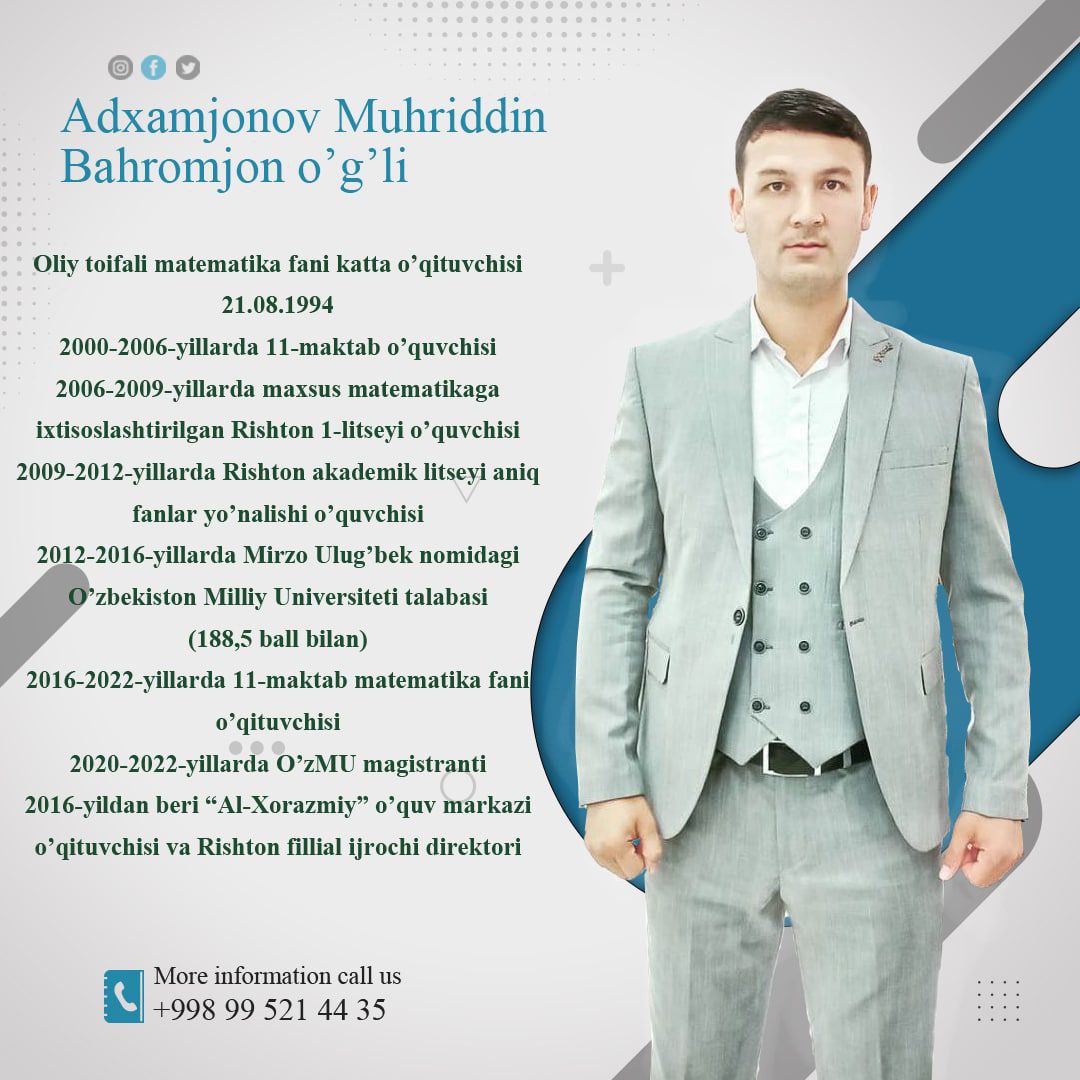 Adxamjonov Muhriddin
Bahromjon o’g’li
Oliy toifali matematika fani katta o’qituvchisi
21.08.1994
2000-2006-yillarda 11-maktab o’quvchisi
2006-2009-yillarda maxsus matematikaga
ixtisoslashtirilgan Rishton 1-litseyi o’quvchisi
2009-2012-yillarda Rishton akademik litseyi aniq
fanlar yo’nalishi o’quvchisi
2012-2016-yillarda Mirzo Ulug’bek nomidagi
O’zbekiston Milliy Universiteti talabasi
(188,5 ball bilan)
2016-2022-yillarda 11-maktab matematika fani
o’qituvchisi
2020-2022-yillarda O’zMU magistranti
2016-yildan beri “Al-Xorazmiy” o’quv markazi
o’qituvchisi va Rishton fillial ijrochi direktori
More information call us
+998 99 521 44 35